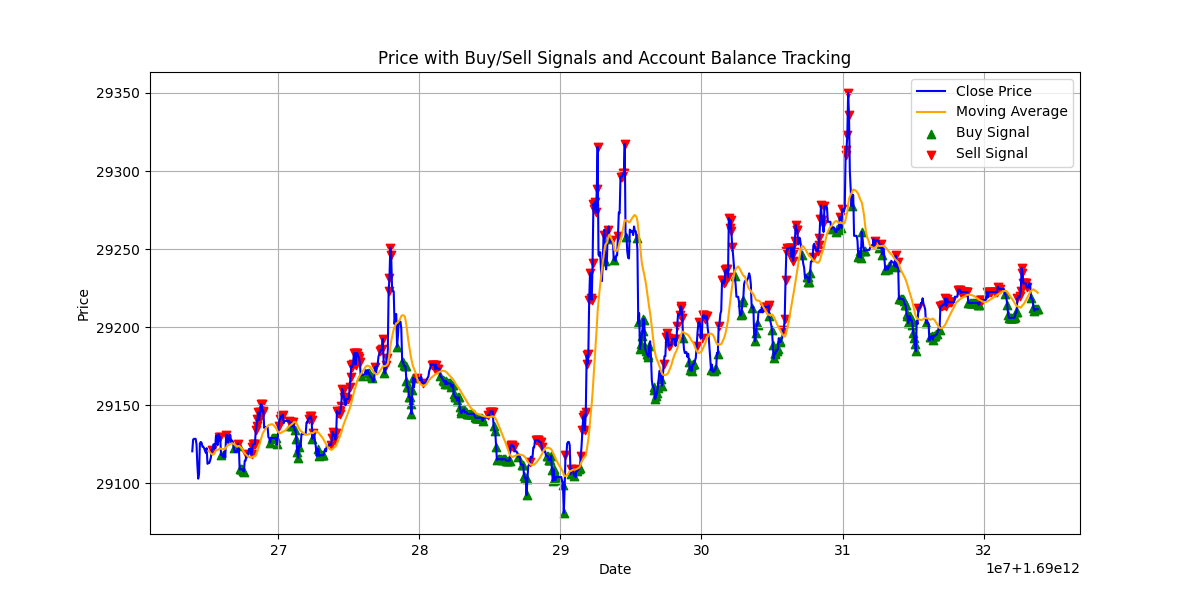 Price with Buy/Sell Signals and Account Balance Tracking
Close Price
Moving Average
Buy Signal
Sell Signal
29350
29300
29250
29200
29150
29100
Price
27 28 29 30 31 32
Date
1e7+1.69e12